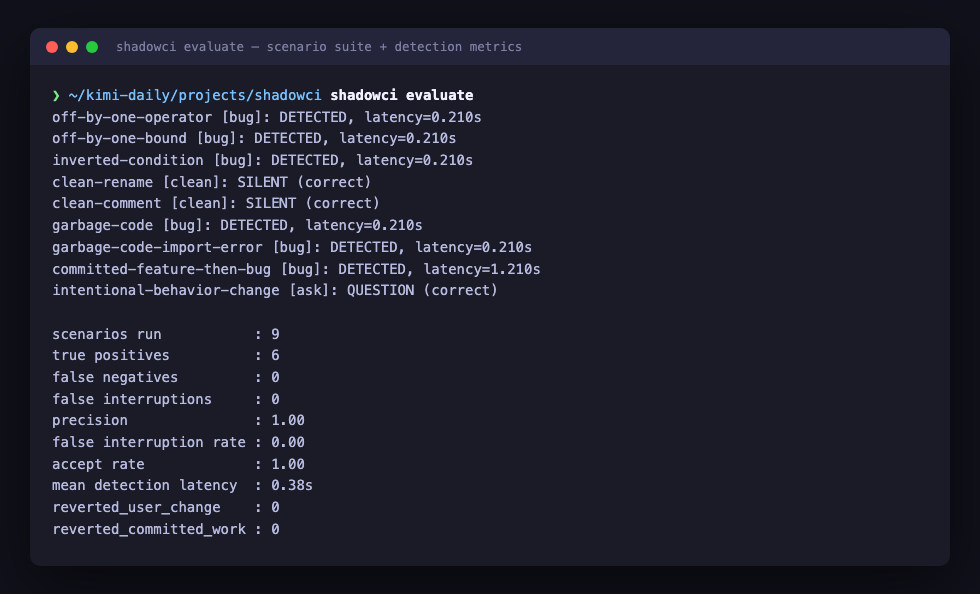 shadowci evaluate — scenario suite + detection metrics
❯ ~/kimi-daily/projects/shadowci shadowci evaluate
off-by-one-operator [bug]: DETECTED, latency=0.210s
off-by-one-bound [bug]: DETECTED, latency=0.210s
inverted-condition [bug]: DETECTED, latency=0.210s
clean-rename [clean]: SILENT (correct)
clean-comment [clean]: SILENT (correct)
garbage-code [bug]: DETECTED, latency=0.210s
garbage-code-import-error [bug]: DETECTED, latency=0.210s
committed-feature-then-bug [bug]: DETECTED, latency=1.210s
intentional-behavior-change [ask]: QUESTION (correct)
scenarios run           : 9
true positives          : 6
false negatives         : 0
false interruptions     : 0
precision               : 1.00
false interruption rate : 0.00
accept rate             : 1.00
mean detection latency  : 0.38s
reverted_user_change    : 0
reverted_committed_work : 0